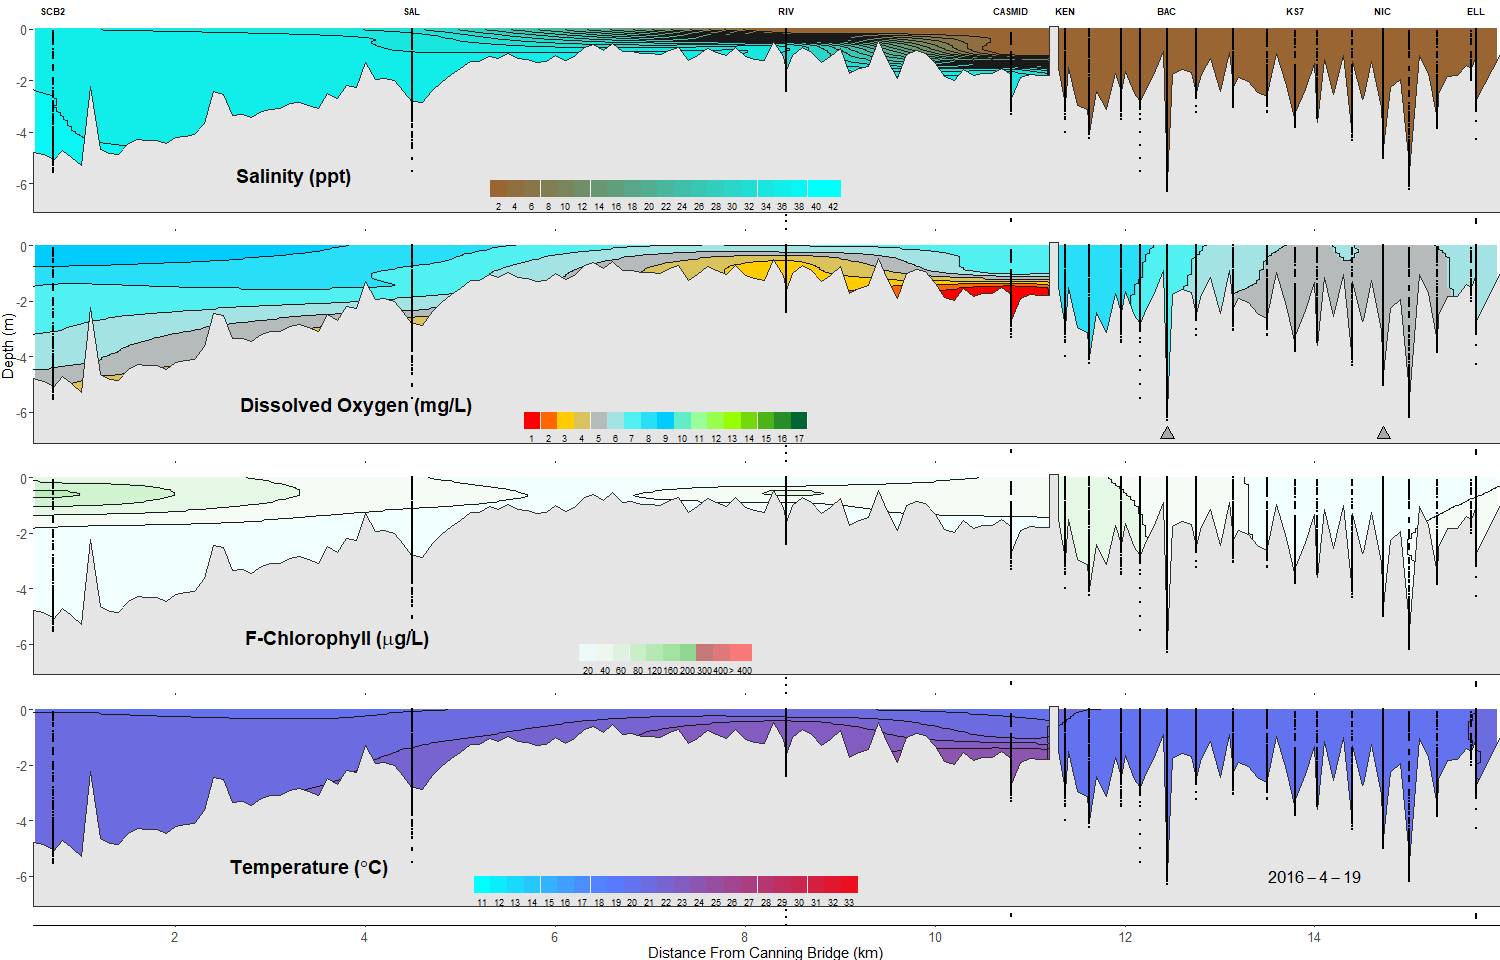 SCB2 SAL RIV CASMID KEN BAC KS7 NIC ELL
0
-2
-4
-6
Salinity (ppt)
2 4 6 8 10 12 14 16 18 20 22 24 26 28 30 32 34 36 38 40 42
0
-2
-4
-6
Depth (m)
Dissolved Oxygen (mg/L)
1 2 3 4 5 6 7 8 9 10 11 12 13 14 15 16 17
0
-2
-4
-6
F-Chlorophyll (μg/L)
20 40 60 80 120 160 200 300 400 > 400
0
-2
-4
-6
Temperature (°C)
11 12 13 14 15 16 17 18 19 20 21 22 23 24 25 26 27 28 29 30 31 32 33
2016 – 4 – 19
2 4 6 8 10 12 14
Distance From Canning Bridge (km)